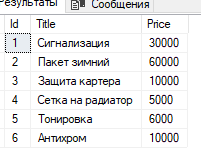 Результаты Сообщения
Id Title Price
1 Сигнализация 30000
2 Пакет зимний 60000
3 Защита картера 10000
4 Сетка на радиатор 5000
5 Тонировка 6000
6 Антихром 10000